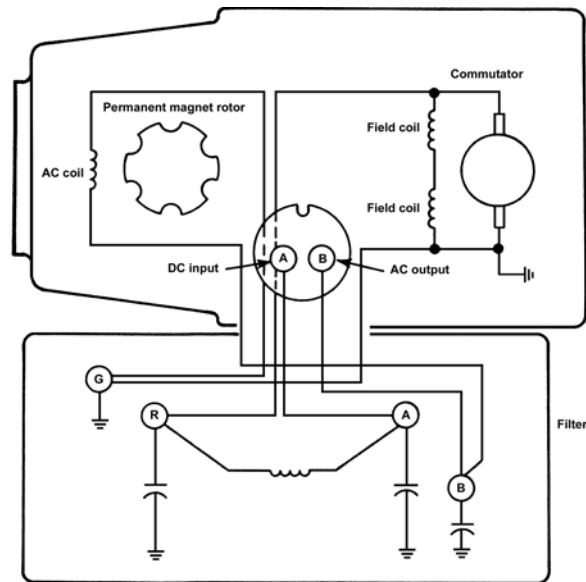 Commutator
Permanent magnet rotor
Field coil
AC coil
Field coil
A
B
DC input
AC output
G
R
A
Filter
B